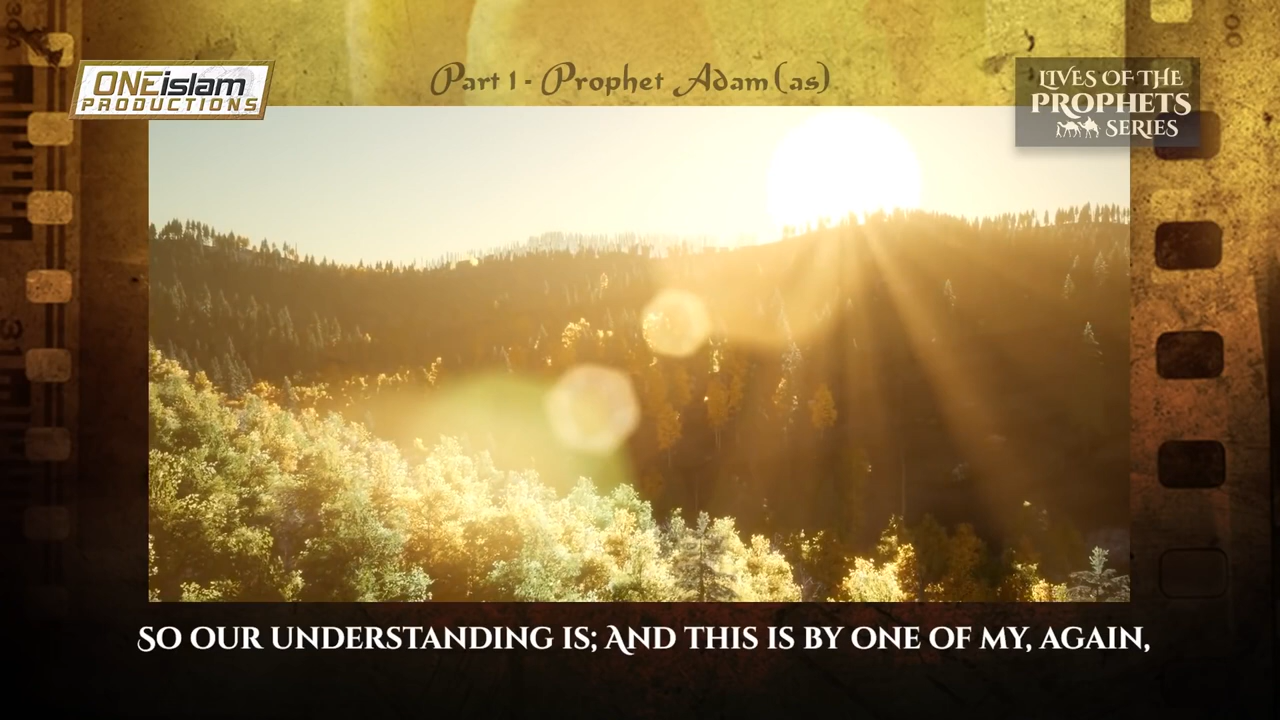 ONEislam
PRODUCTIONS
Part 1 - Prophet Adam (as)
LIVES OF THE
PROPHETS
SERIES
So our understanding is; And this is by one of my, again,